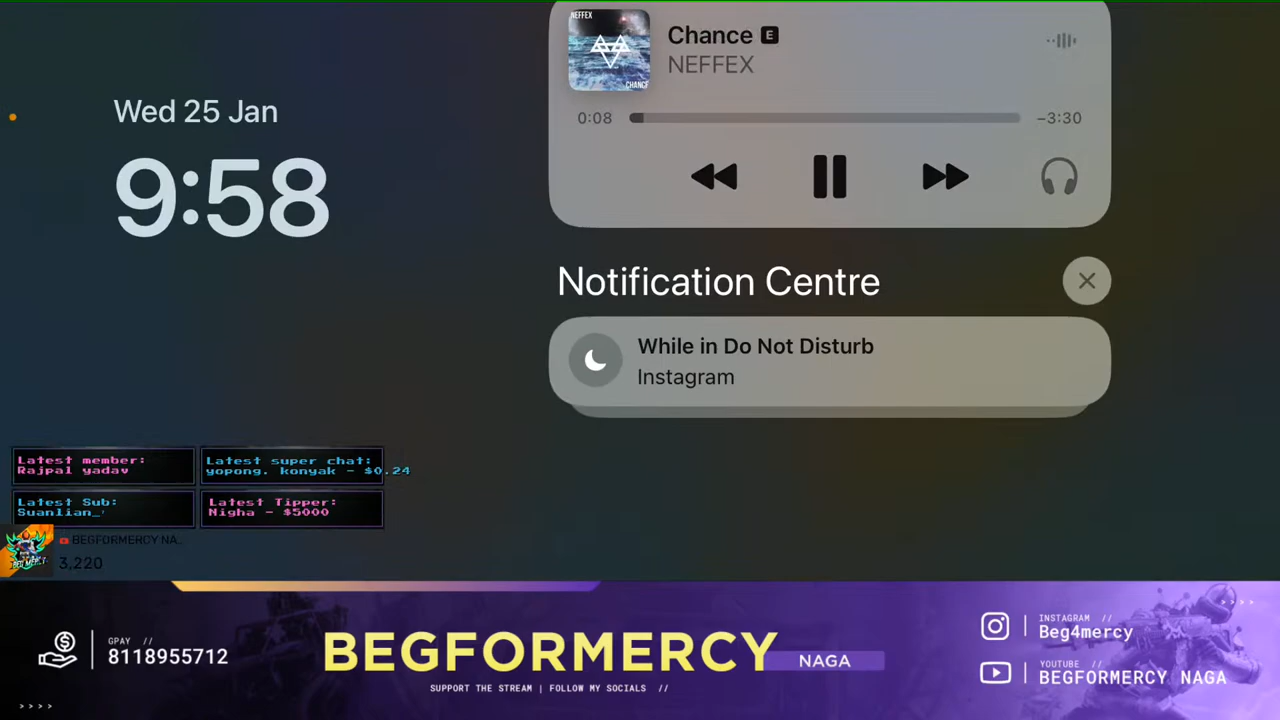 Wed 25 Jan
9:58
NEFFEX
CHANCE
Chance E
NEFFEX
0:08
-3:30
Notification Centre
While in Do Not Disturb
Instagram
Latest member:
Rajpal yadav
Latest super chat:
yopong. konyak - $0.24
Latest Sub:
Suanlian_
Latest Tipper:
Nigha - $5000
BEGFORMERCY NA..
3,220
GPAY //
8118955712
BEGFORMERCY
NAGA
SUPPORT THE STREAM | FOLLOW MY SOCIALS //
INSTAGRAM //
Beg4mercy
YOUTUBE //
BEGFORMERCY NAGA
>>>>
>>>>